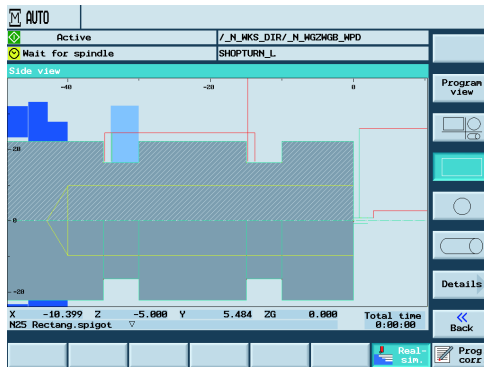 M AUTO
Active
/_N_WKS_DIR/_N_WGZWGB_WPD
Wait for spindle
SHOPTURN_L
Side view
-40
-20
0
Program
view
-20
0
-20
Details
X -10.399 Z -5.000 Y 5.484 ZG 0.000
Total time
N25 Rectang.spigot ▽
0:00:00
Back
Real-
sim.
Prog
corr